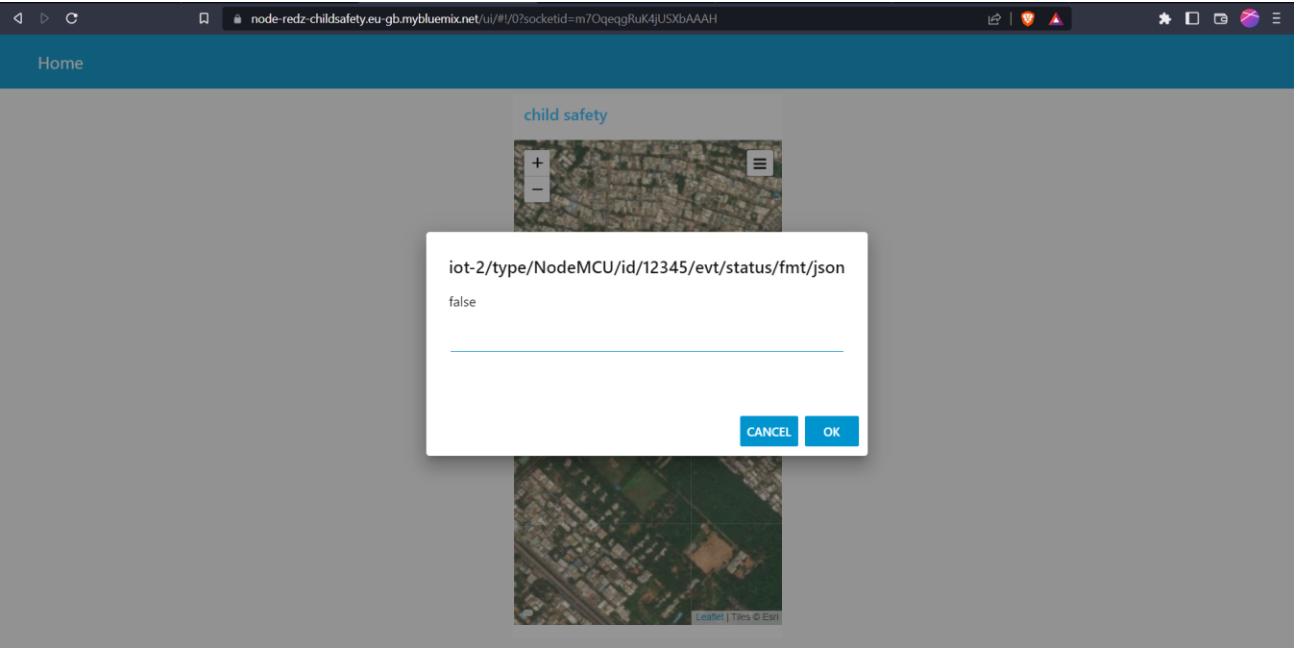 node-redz-childsafety.eu-gb.mybluemix.net/ui/#!/0?socketid=m7OqeqgRuK4jUSXbAAAH
Home
child safety
+
−
iot-2/type/NodeMCU/id/12345/evt/status/fmt/json
false
CANCEL OK
Leaflet | Tiles © Esri